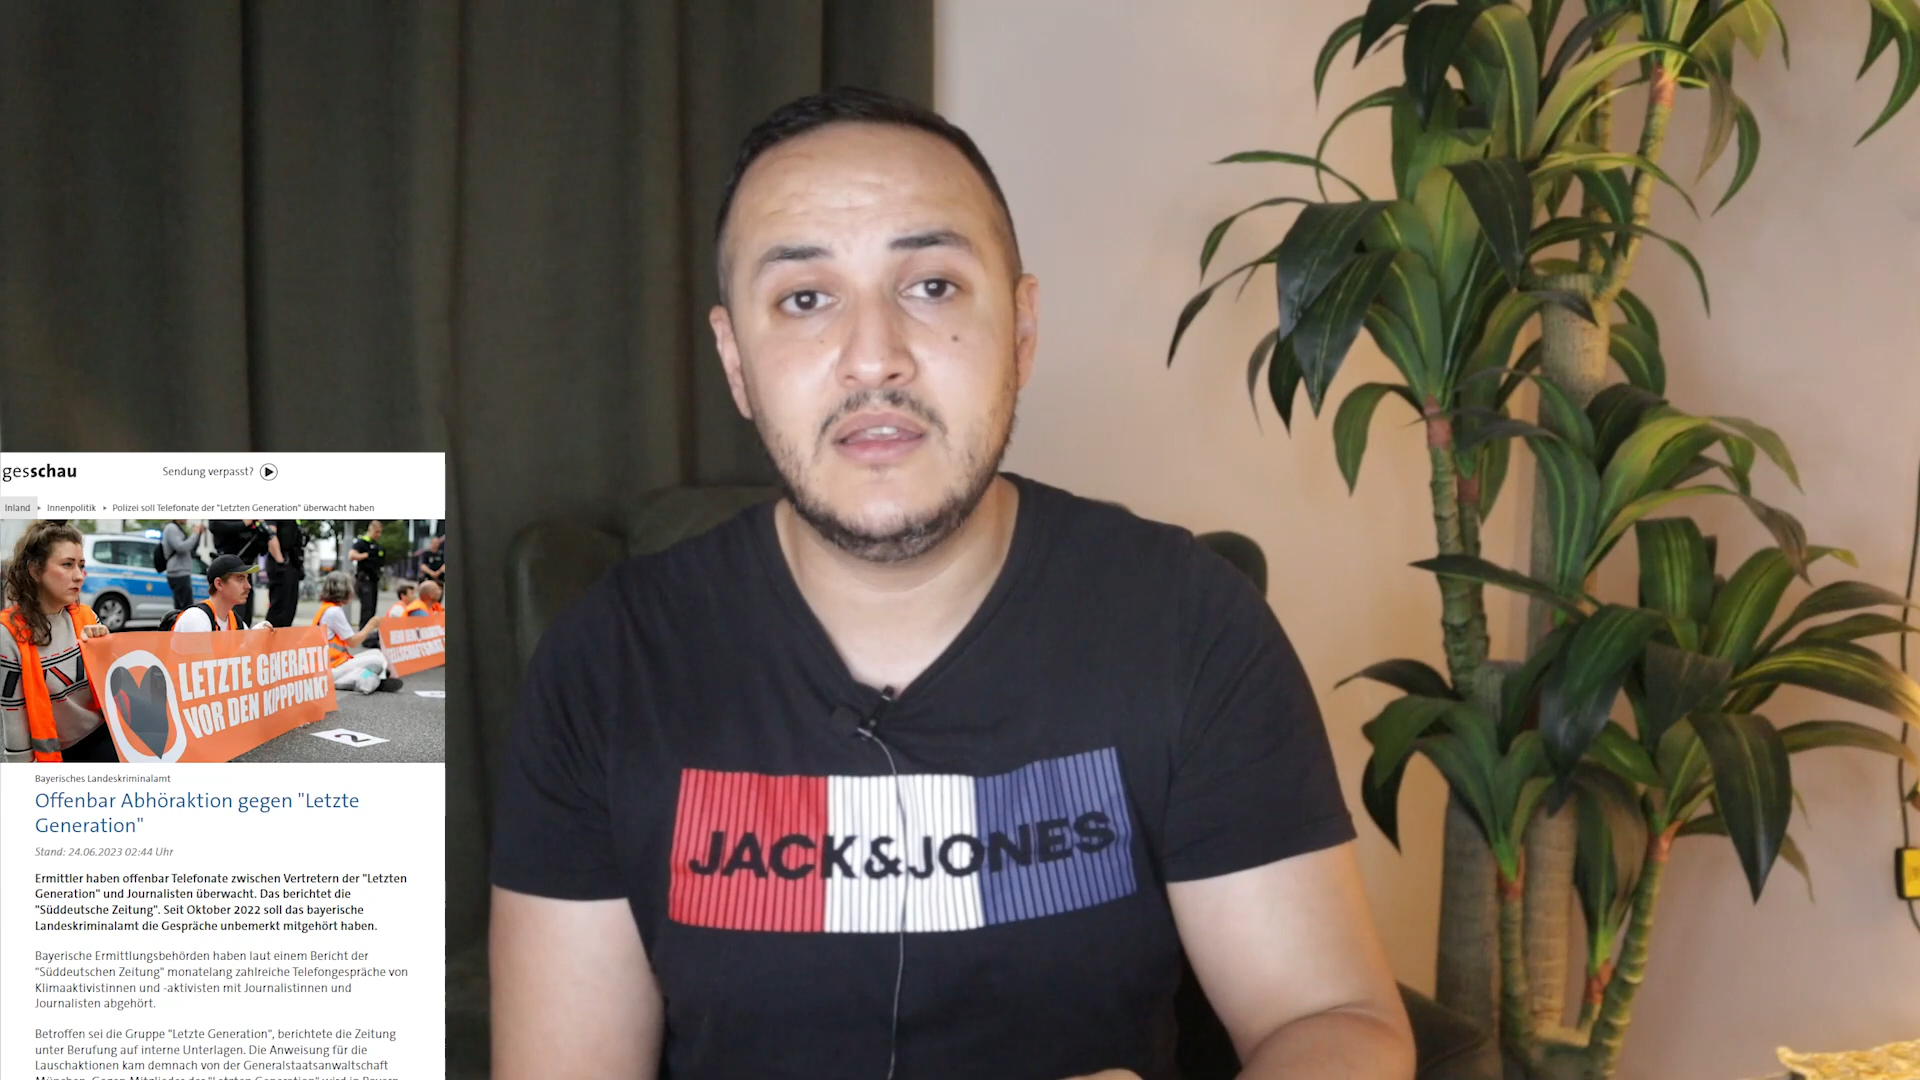 gesschau
Sendung verpasst?
Inland
Innenpolitik
Polizei soll Telefonate der "Letzten Generation" überwacht haben
LETZTE GENERATI
VOR DEN KIPPPUNKT
2
Bayerisches Landeskriminalamt
Offenbar Abhöraktion gegen "Letzte
Generation"
Stand: 24.06.2023 02:44 Uhr
Ermittler haben offenbar Telefonate zwischen Vertretern der "Letzten
Generation" und Journalisten überwacht. Das berichtet die
"Süddeutsche Zeitung". Seit Oktober 2022 soll das bayerische
Landeskriminalamt die Gespräche unbemerkt mitgehört haben.
Bayerische Ermittlungsbehörden haben laut einem Bericht der
"Süddeutschen Zeitung" monatelang zahlreiche Telefongespräche von
Klimaaktivistinnen und -aktivisten mit Journalistinnen und
Journalisten abgehört.
Betroffen sei die Gruppe "Letzte Generation", berichtete die Zeitung
unter Berufung auf interne Unterlagen. Die Anweisung für die
Lauschaktionen kam demnach von der Generalstaatsanwaltschaft
JACK&JONES